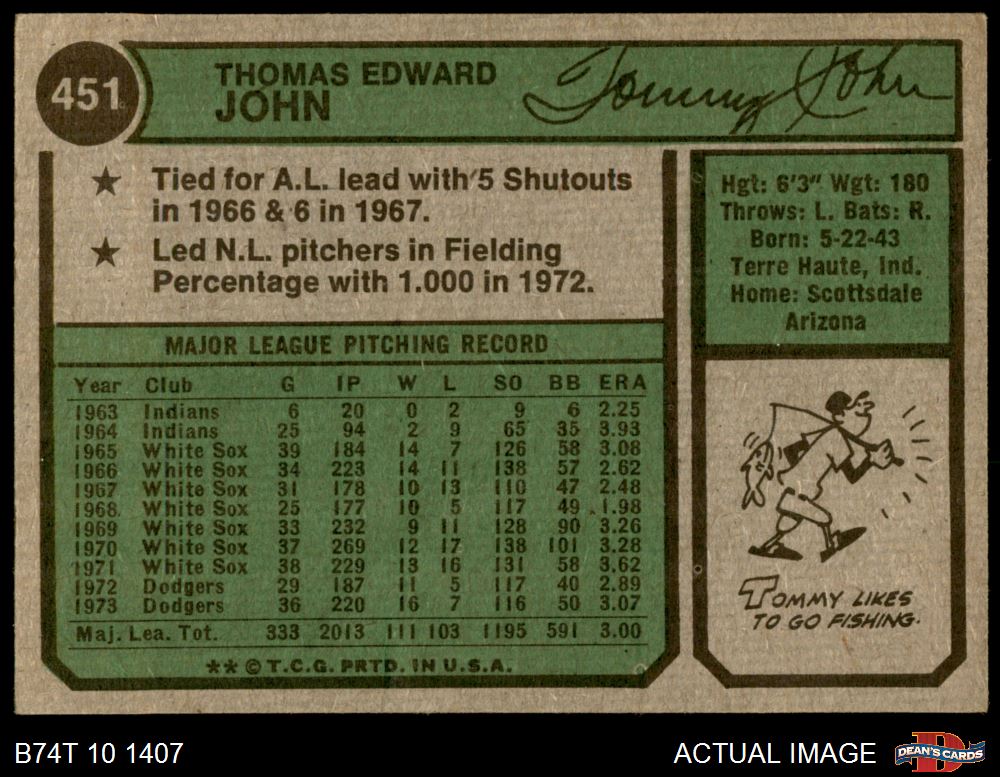 451
THOMAS EDWARD
JOHN
Tommy John
★ Tied for A.L. lead with 5 Shutouts
in 1966 & 6 in 1967.
★ Led N.L. pitchers in Fielding
Percentage with 1.000 in 1972.
Hgt: 6'3" Wgt: 180
Throws: L. Bats: R.
Born: 5-22-43
Terre Haute, Ind.
Home: Scottsdale
Arizona
MAJOR LEAGUE PITCHING RECORD
Year Club G IP W L SO BB ERA
1963 Indians 6 20 0 2 9 6 2.25
1964 Indians 25 94 2 9 65 35 3.93
1965 White Sox 39 184 14 7 126 58 3.08
1966 White Sox 34 223 14 11 138 57 2.62
1967 White Sox 31 178 10 13 110 47 2.48
1968 White Sox 25 177 10 5 117 49 1.98
1969 White Sox 33 232 9 11 128 90 3.26
1970 White Sox 37 269 12 17 138 101 3.28
1971 White Sox 38 229 13 16 131 58 3.62
1972 Dodgers 29 187 11 5 117 40 2.89
1973 Dodgers 36 220 16 7 116 50 3.07
Maj. Lea. Tot. 333 2013 111 103 1195 591 3.00
** © T.C.G. PRTD. IN U.S.A.
TOMMY LIKES
TO GO FISHING.
B74T 10 1407
ACTUAL IMAGE
D
DEAN'S CARDS